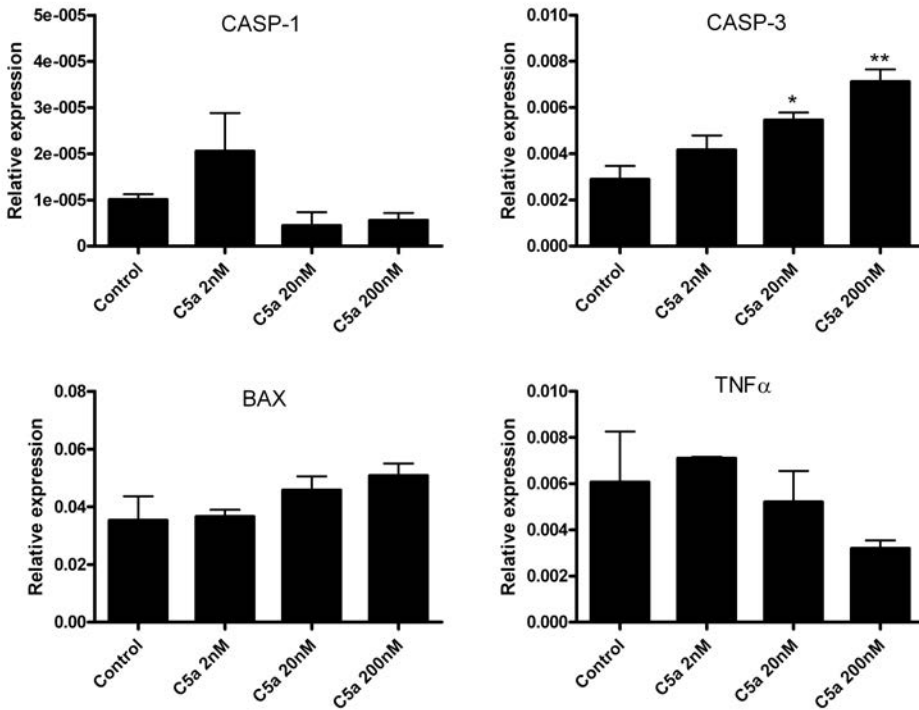 CASP-1
Relative expression
5e-005
4e-005
3e-005
2e-005
1e-005
0
Control
C5a 2nM
C5a 20nM
C5a 200nM
CASP-3
Relative expression
0.010
0.008
0.006
0.004
0.002
0.000
*
**
Control
C5a 2nM
C5a 20nM
C5a 200nM
BAX
Relative expression
0.08
0.06
0.04
0.02
0.00
Control
C5a 2nM
C5a 20nM
C5a 200nM
TNFα
Relative expression
0.010
0.008
0.006
0.004
0.002
0.000
Control
C5a 2nM
C5a 20nM
C5a 200nM